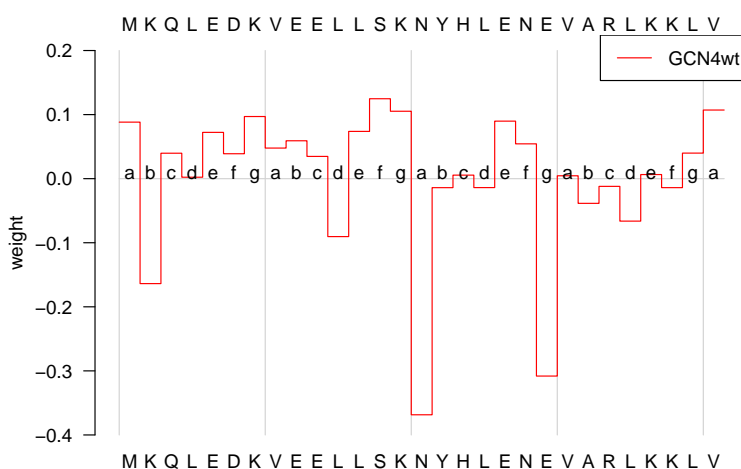 M K Q L E D K V E E L L S K N Y H L E N E V A R L K K L V
GCN4wt
0.2
0.1
0.0
−0.1
−0.2
−0.3
−0.4
weight
a b c d e f g a b c d e f g a b c d e f g a b c d e f g a
M K Q L E D K V E E L L S K N Y H L E N E V A R L K K L V